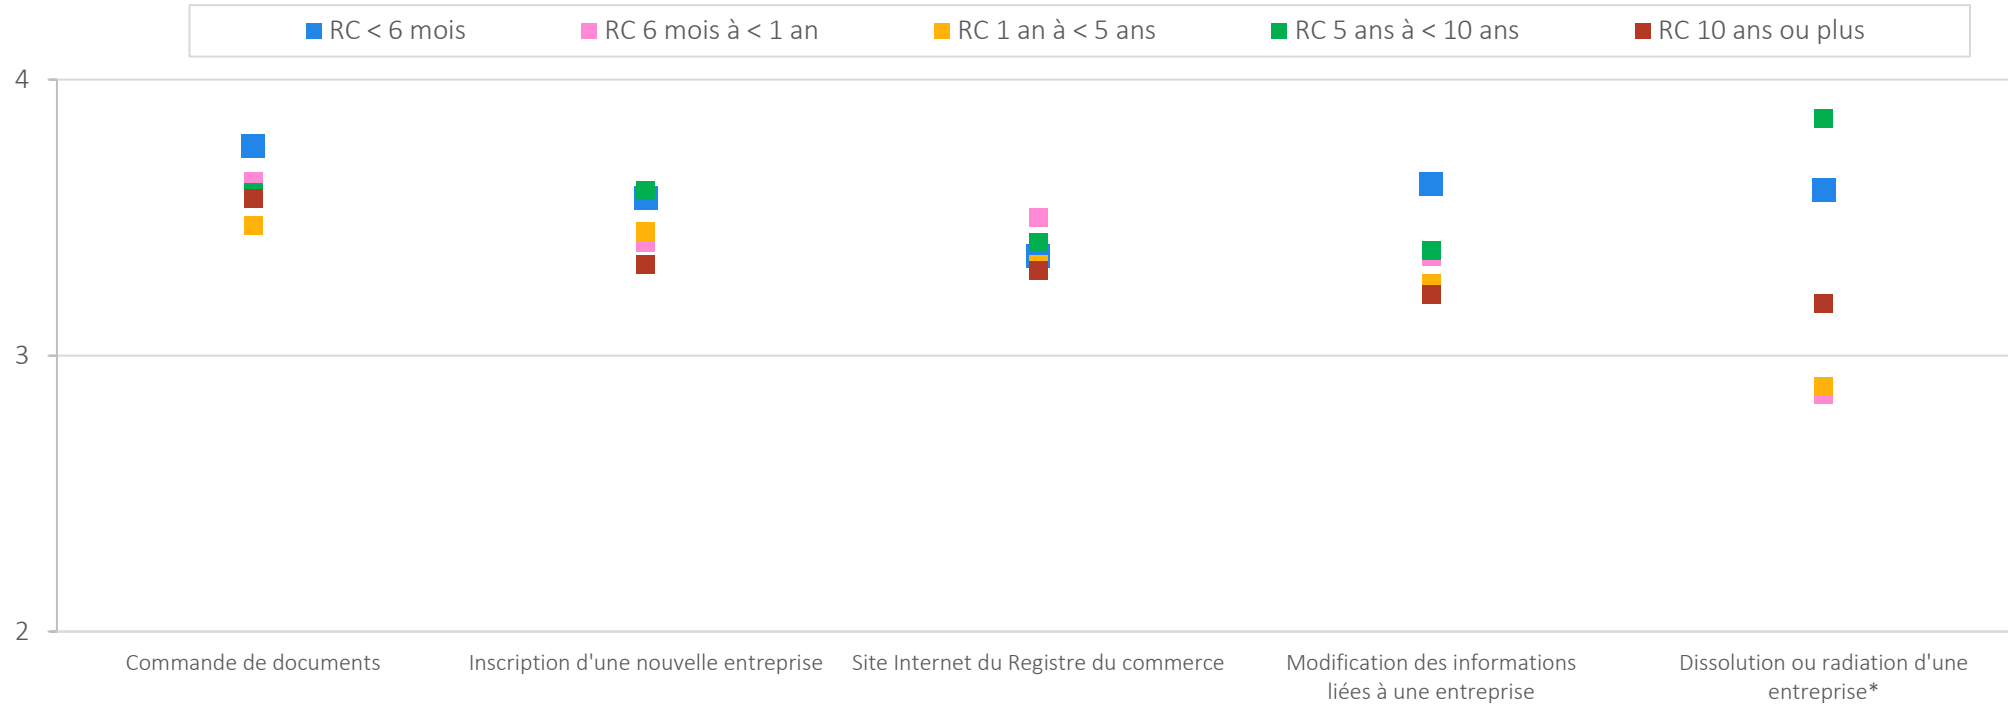 RC < 6 mois RC 6 mois à < 1 an RC 1 an à < 5 ans RC 5 ans à < 10 ans RC 10 ans ou plus
4
3
2
Commande de documents Inscription d'une nouvelle entreprise Site Internet du Registre du commerce Modification des informations Dissolution ou radiation d'une
liées à une entreprise entreprise*